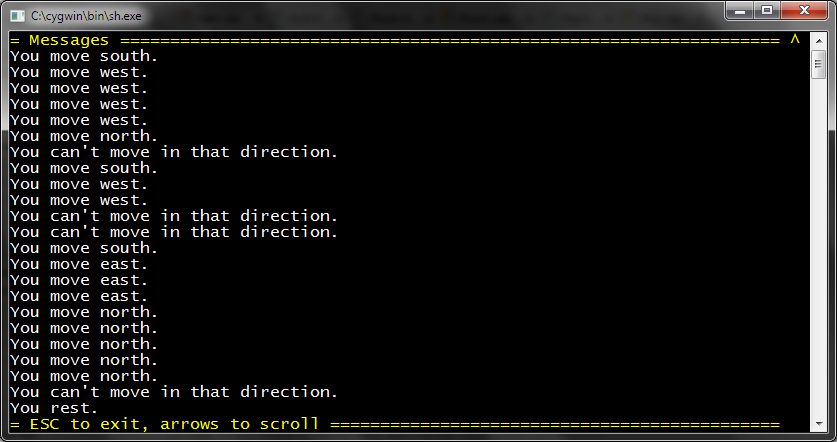 C:\cygwin\bin\sh.exe
= Messages ================================================================== ^
You move south.
You move west.
You move west.
You move west.
You move west.
You move north.
You can't move in that direction.
You move south.
You move west.
You move west.
You can't move in that direction.
You can't move in that direction.
You move south.
You move east.
You move east.
You move east.
You move north.
You move north.
You move north.
You move north.
You move north.
You can't move in that direction.
You rest.
= ESC to exit, arrows to scroll =============================================